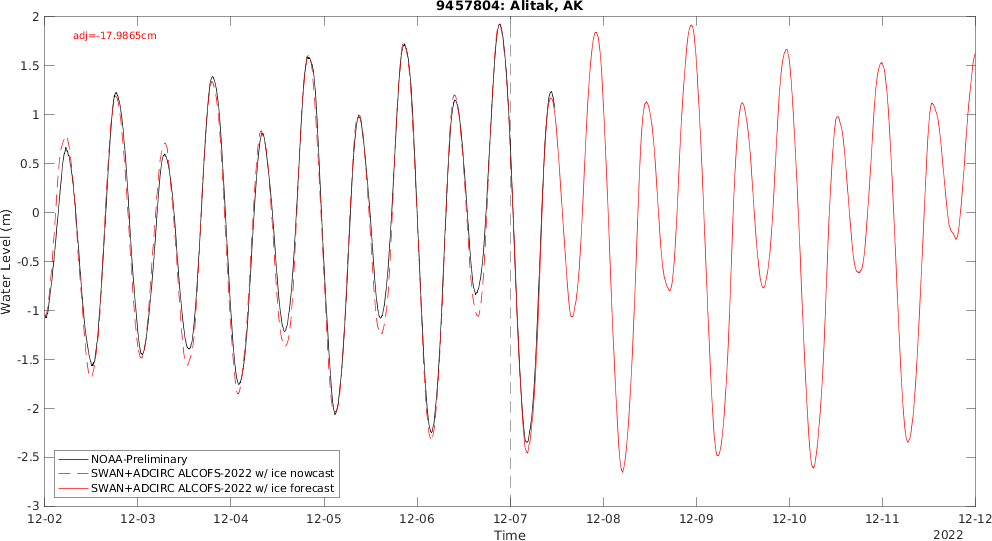 9457804: Alitak, AK
adj=-17.9865cm
2
1.5
1
0.5
0
-0.5
-1
-1.5
-2
-2.5
-3
Water Level (m)
NOAA-Preliminary
SWAN+ADCIRC ALCOFS-2022 w/ ice nowcast
SWAN+ADCIRC ALCOFS-2022 w/ ice forecast
12-02 12-03 12-04 12-05 12-06 12-07 12-08 12-09 12-10 12-11 12-12
Time
2022